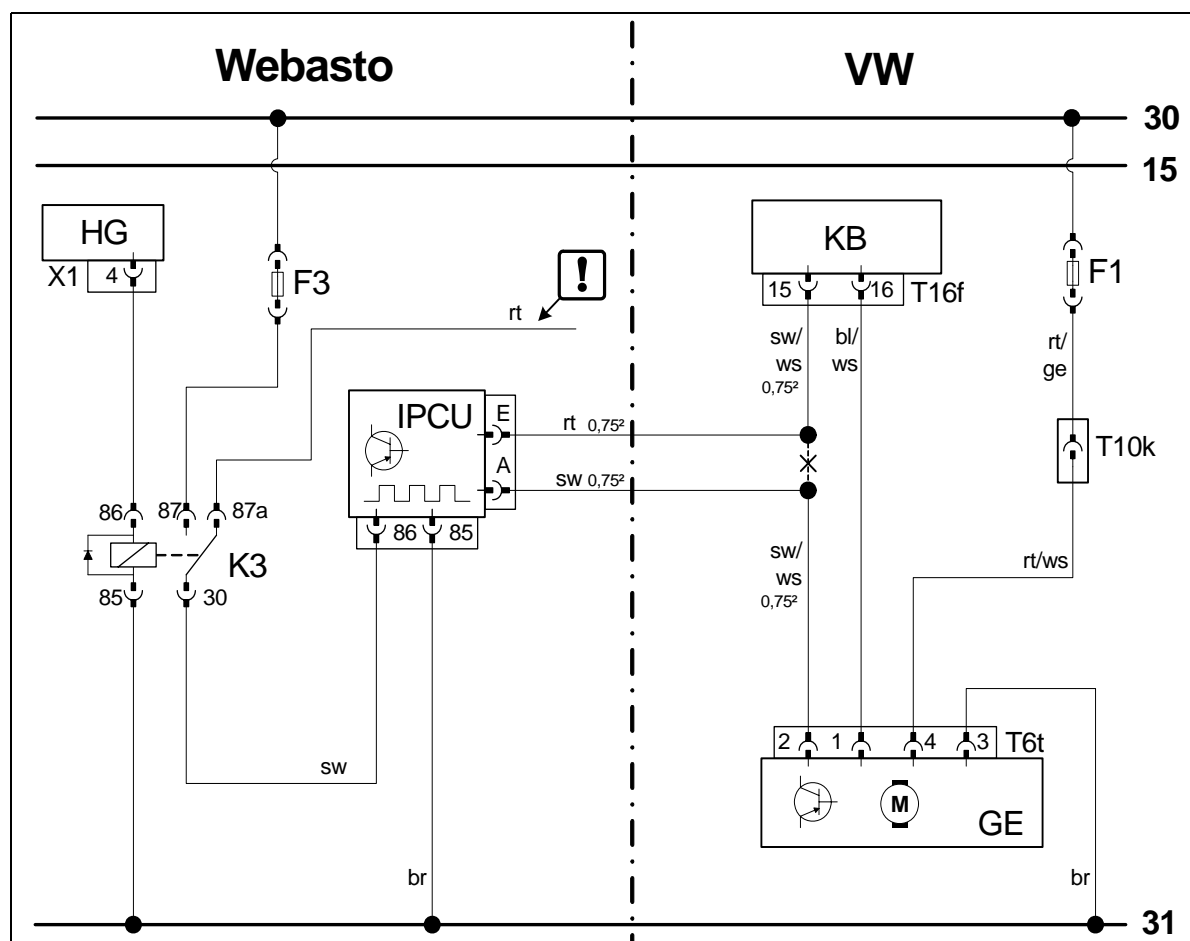 Webasto
VW
30
15
HG
X1
4
F3
!
rt
KB
15
16
T16f
F1
sw/
ws
0,75²
bl/
ws
rt/
ge
IPCU
E
A
rt 0,75²
sw 0,75²
T10k
86
87
87a
86
85
K3
85
30
sw/
ws
0,75²
rt/ws
sw
2
1
4
3
T6t
M
GE
br
br
31